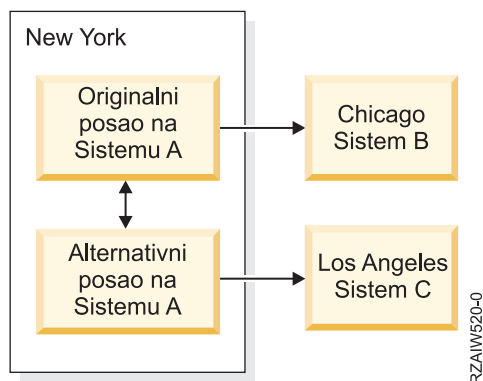 New York
Originalni
posao na
Sistemu A
Chicago
Sistem B
Alternativni
posao na
Sistemu A
Los Angeles
Sistem C
RZAIW520-0